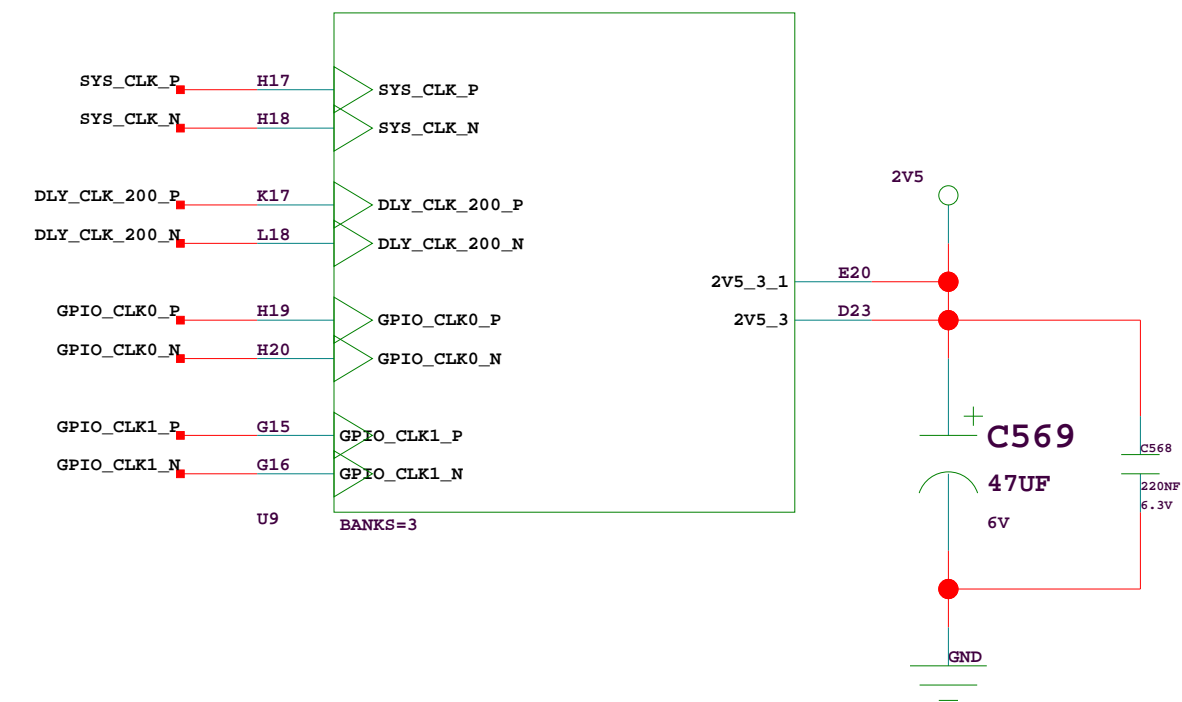 SYS_CLK_P H17 SYS_CLK_P
SYS_CLK_N H18 SYS_CLK_N
2V5
DLY_CLK_200_P K17 DLY_CLK_200_P
DLY_CLK_200_N L18 DLY_CLK_200_N
2V5_3_1 E20
GPIO_CLK0_P H19 GPIO_CLK0_P 2V5_3 D23
GPIO_CLK0_N H20 GPIO_CLK0_N
GPIO_CLK1_P G15 GPIO_CLK1_P
C569
C568
GPIO_CLK1_N G16 GPIO_CLK1_N
47UF
220NF
6.3V
U9 BANKS=3
6V
GND